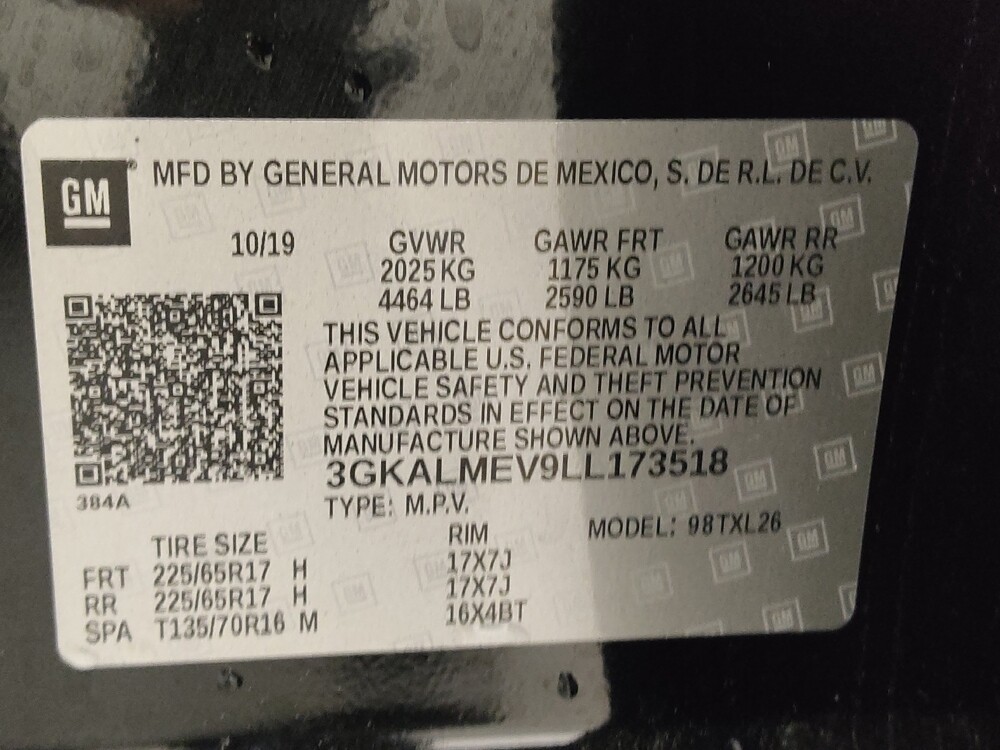 GM
MFD BY GENERAL MOTORS DE MEXICO, S. DE R.L. DE C.V.
10/19 GVWR GAWR FRT GAWR RR
2025 KG 1175 KG 1200 KG
4464 LB 2590 LB 2645 LB
THIS VEHICLE CONFORMS TO ALL
APPLICABLE U.S. FEDERAL MOTOR
VEHICLE SAFETY AND THEFT PREVENTION
STANDARDS IN EFFECT ON THE DATE OF
MANUFACTURE SHOWN ABOVE.
3GKALMEV9LL173518
384A
TYPE: M.P.V. MODEL: 98TXL26
TIRE SIZE RIM
FRT 225/65R17 H 17X7J
RR 225/65R17 H 17X7J
SPA T135/70R16 M 16X4BT